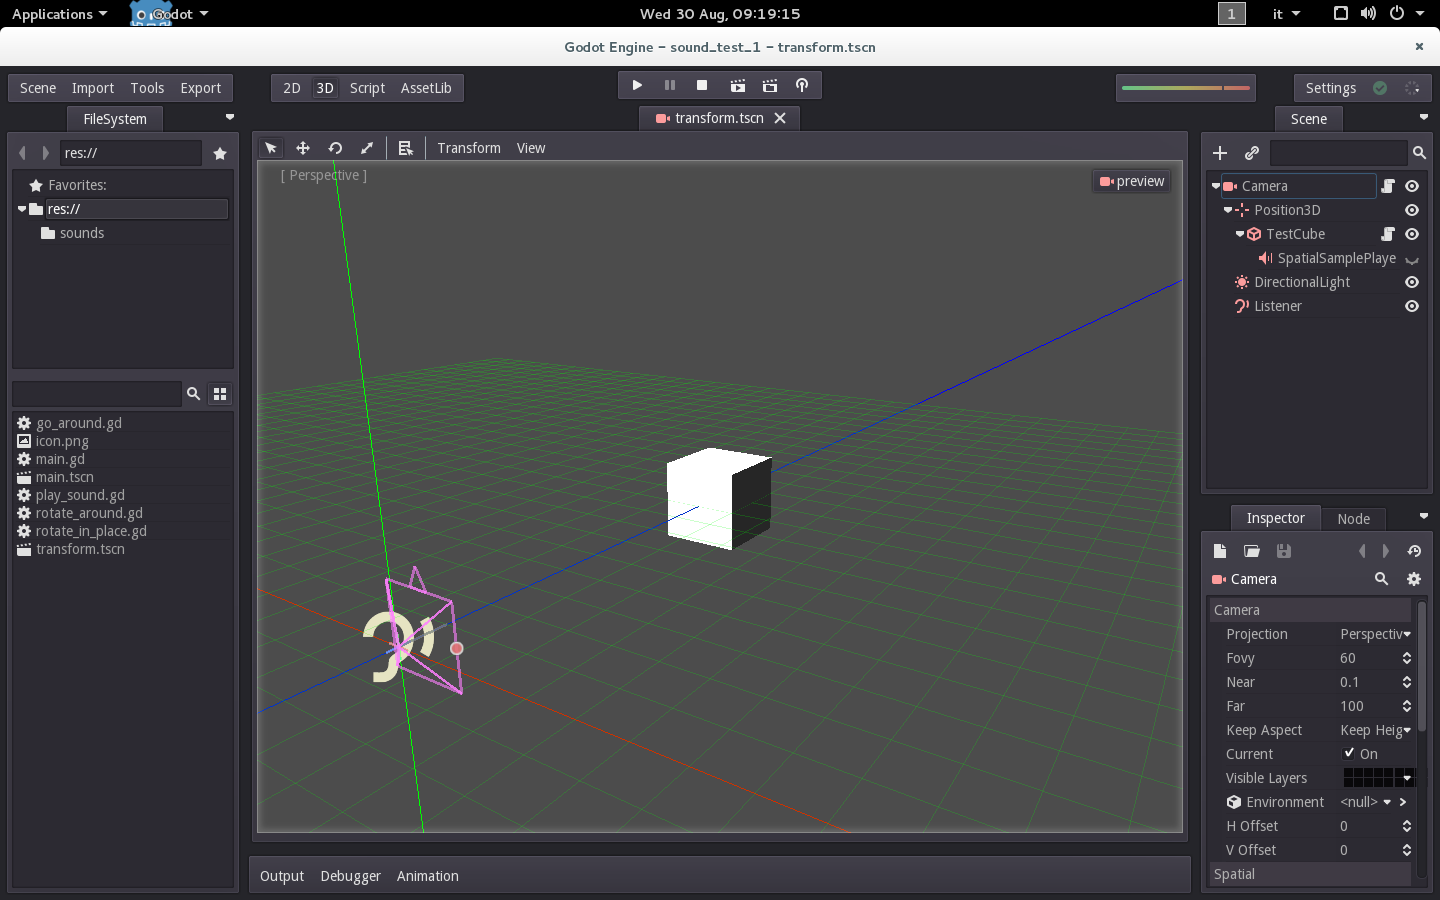 Applications
Godot
Wed 30 Aug, 09:19:15
1
it
Godot Engine - sound_test_1 - transform.tscn
Scene Import Tools Export
2D 3D Script AssetLib
Settings
FileSystem
transform.tscn
Scene
res://
Transform View
Favorites:
res://
sounds
[ Perspective ]
preview
Camera
Position3D
TestCube
SpatialSamplePlaye
DirectionalLight
Listener
go_around.gd
icon.png
main.gd
main.tscn
play_sound.gd
rotate_around.gd
rotate_in_place.gd
transform.tscn
Inspector Node
Camera
Camera
Projection Perspectiv
Fovy 60
Near 0.1
Far 100
Keep Aspect Keep Heig
Current On
Visible Layers
Environment <null>
H Offset 0
V Offset 0
Spatial
Output Debugger Animation